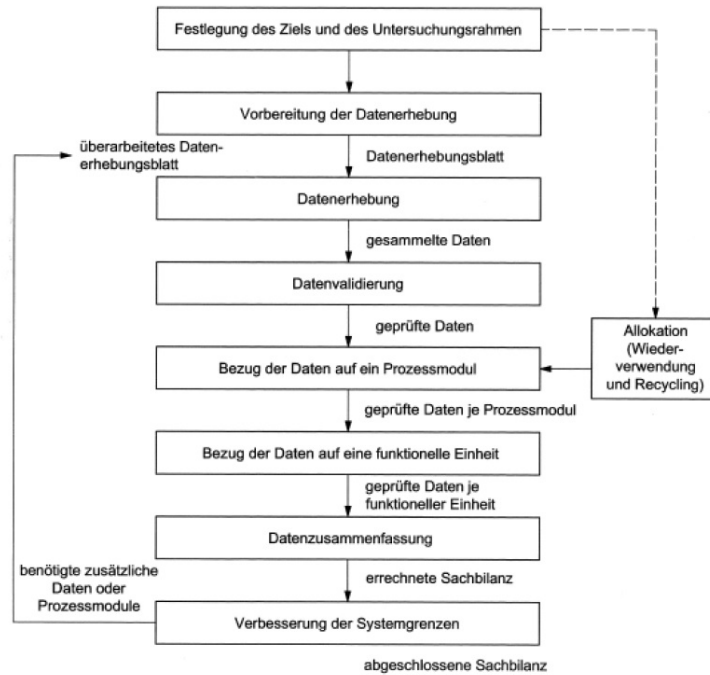 Festlegung des Ziels und des Untersuchungsrahmen
Vorbereitung der Datenerhebung
überarbeitetes Daten-
erhebungsblatt
Datenerhebungsblatt
Datenerhebung
gesammelte Daten
Datenvalidierung
geprüfte Daten
Allokation
(Wieder-
verwendung
und Recycling)
Bezug der Daten auf ein Prozessmodul
geprüfte Daten je Prozessmodul
Bezug der Daten auf eine funktionelle Einheit
geprüfte Daten je
funktioneller Einheit
Datenzusammenfassung
benötigte zusätzliche
Daten oder
Prozessmodule
errechnete Sachbilanz
Verbesserung der Systemgrenzen
abgeschlossene Sachbilanz